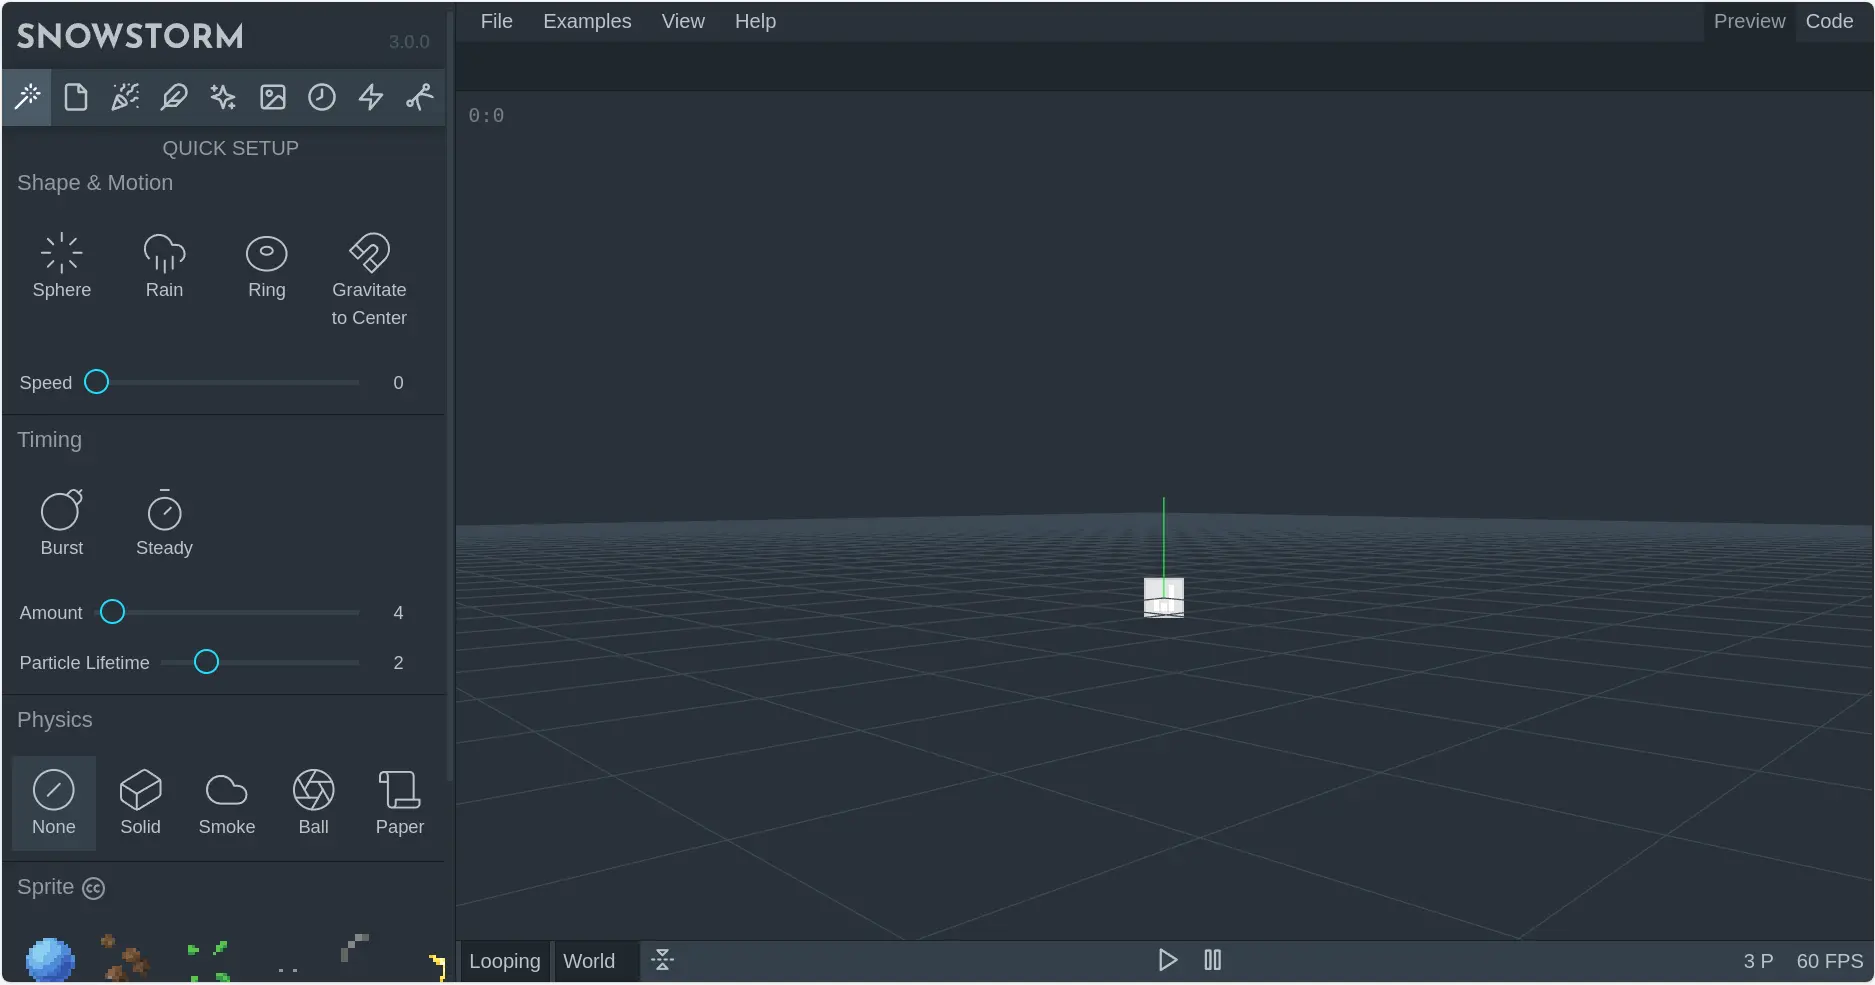 SNOWSTORM
3.0.0
File
Examples
View
Help
Preview
Code
0:0
QUICK SETUP
Shape & Motion
Sphere
Rain
Ring
Gravitate
to Center
Speed
0
Timing
Burst
Steady
Amount
4
Particle Lifetime
2
Physics
None
Solid
Smoke
Ball
Paper
Sprite
CC
Looping
World
3 P
60 FPS